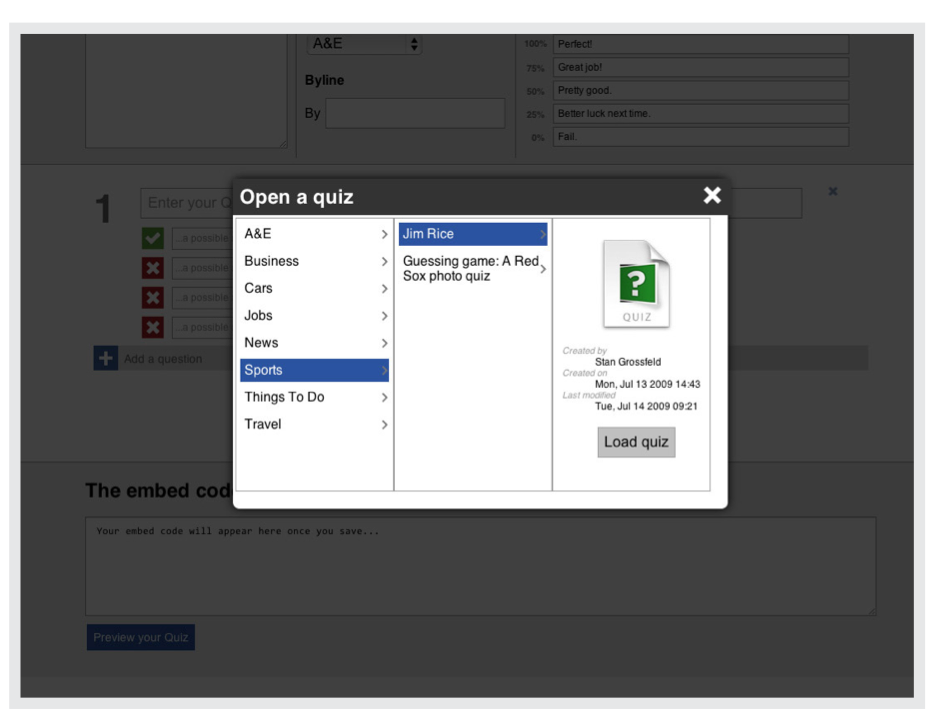 A&E
100% Perfect!
75% Great job!
Byline
50% Pretty good.
By
25% Better luck next time.
0% Fail.
1
Enter your Q
...a possible
...a possible
...a possible
...a possible
Add a question
Open a quiz
A&E
Business
Cars
Jobs
News
Sports
Things To Do
Travel
Jim Rice
Guessing game: A Red
Sox photo quiz
?
QUIZ
Created by
Stan Grossfeld
Created on
Mon, Jul 13 2009 14:43
Last modified
Tue, Jul 14 2009 09:21
Load quiz
The embed cod
Your embed code will appear here once you save...
Preview your Quiz